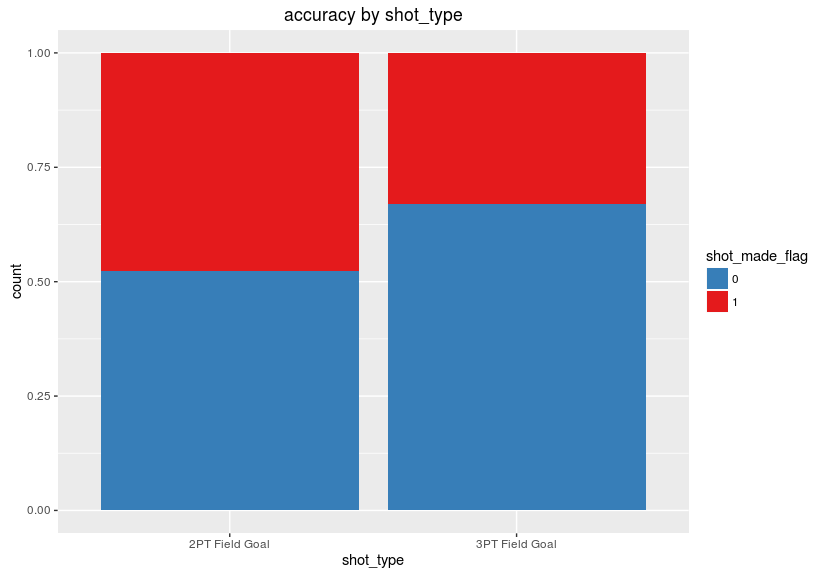 accuracy by shot_type
1.00
0.75
0.50
0.25
0.00
count
2PT Field Goal
3PT Field Goal
shot_type
shot_made_flag
0
1